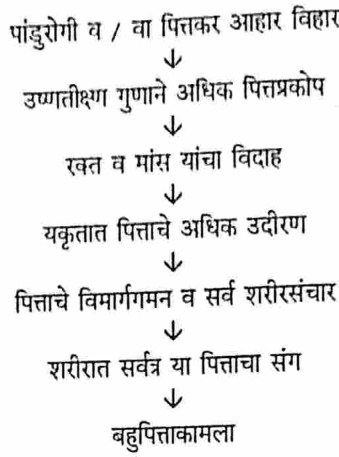 पांडुरोगी व / वा पित्तकर आहार विहार
↓
उष्णतीक्ष्ण गुणाने अधिक पित्तप्रकोप
↓
रक्त व मांस यांचा विदाह
↓
यकृतात पित्ताचे अधिक उदीरण
↓
पित्ताचे विमार्गगमन व सर्व शरीरसंचार
↓
शरीरात सर्वत्र या पित्ताचा संग
↓
बहुपित्ताकामला